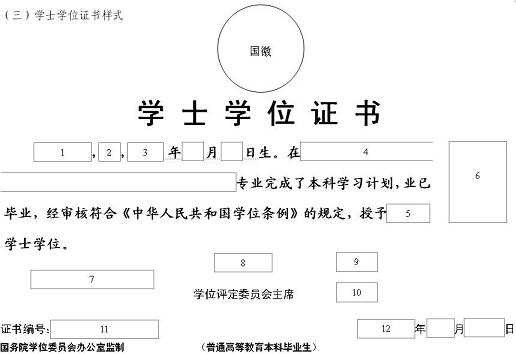 （三）学士学位证书样式
国徽
学士学位证书
1，2，3年月日生。在4
6
专业完成了本科学习计划，业已
毕业，经审核符合《中华人民共和国学位条例》的规定，授予5
学士学位。
8 9
7
学位评定委员会主席 10
证书编号：11 12年月日
国务院学位委员会办公室监制 （普通高等教育本科毕业生）